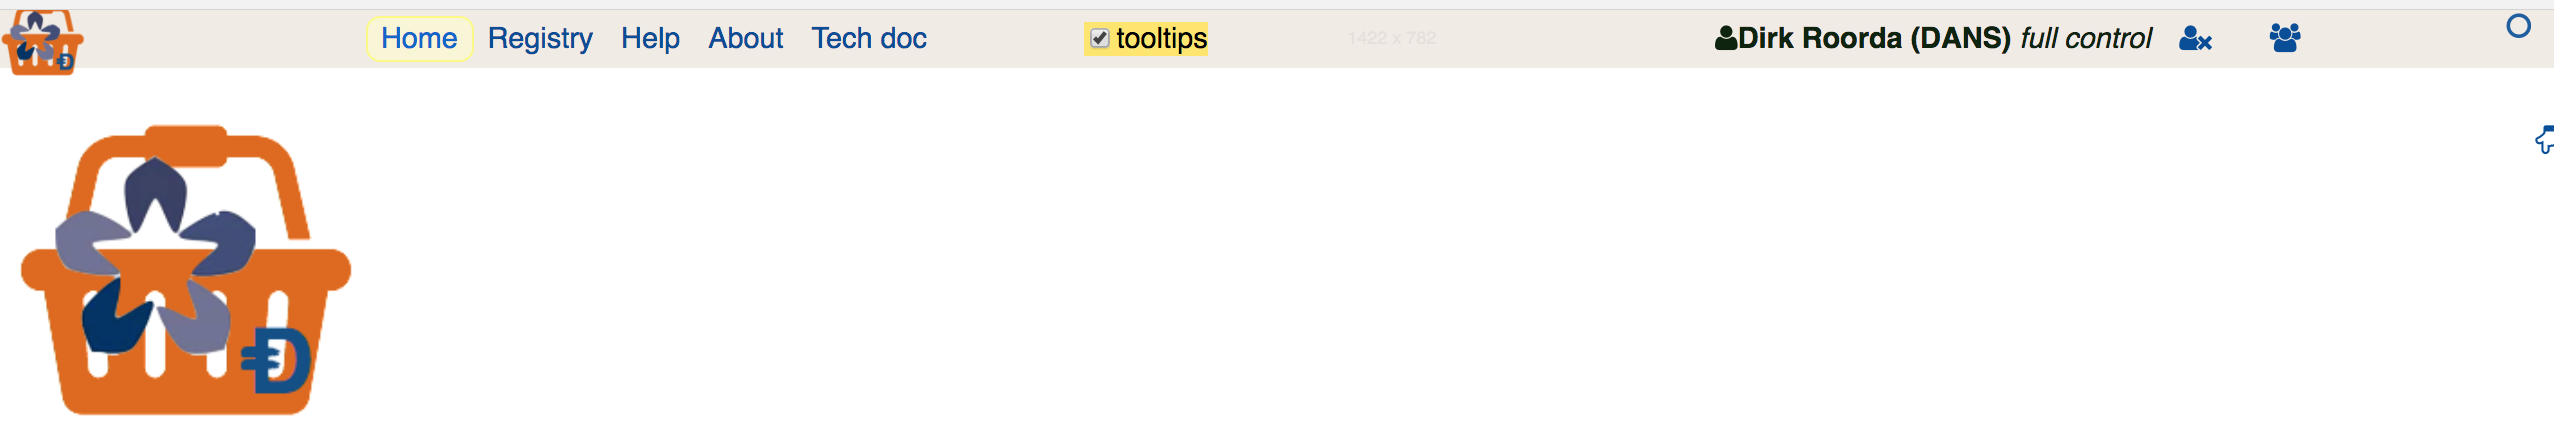 Home Registry Help About Tech doc tooltips 1422 x 782 Dirk Roorda (DANS) full control
D